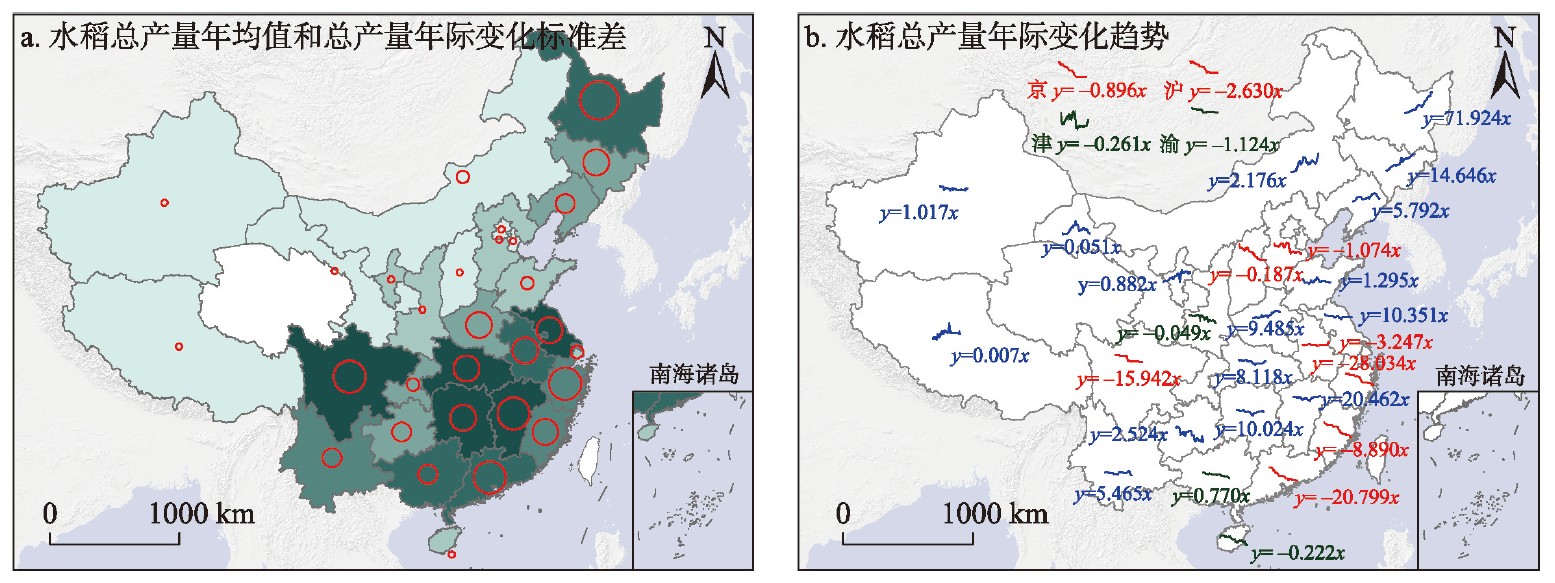 a. 水稻总产量年均值和总产量年际变化标准差
N
南海诸岛
0 1000 km
b. 水稻总产量年际变化趋势
N
京 y= −0.896x 沪 y= −2.630x
津 y= −0.261x 渝 y= −1.124x
y=71.924x
y=14.646x
y=2.176x
y=5.792x
y=1.017x
y=0.051x
y= −1.074x
y= −0.187x
y=0.882x
y=1.295x
y=10.351x
y= −0.049x
y=9.485x
y= −3.247x
y=0.007x
y= −28.034x
y= −15.942x
y=8.118x
南海诸岛
y=20.462x
y=2.524x
y=10.024x
y= −8.890x
y=5.465x
y=0.770x
y= −20.799x
0 1000 km
y= −0.222x